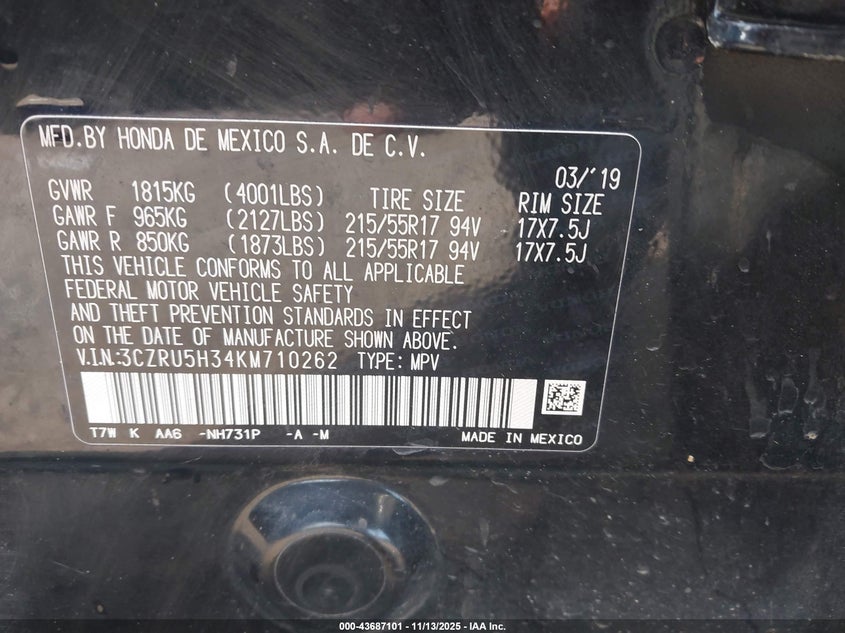 MFD.BY HONDA DE MEXICO S.A. DE C.V.
03/'19
GVWR 1815KG (4001LBS) TIRE SIZE RIM SIZE
GAWR F 965KG (2127LBS) 215/55R17 94V 17X7.5J
GAWR R 850KG (1873LBS) 215/55R17 94V 17X7.5J
THIS VEHICLE CONFORMS TO ALL APPLICABLE
FEDERAL MOTOR VEHICLE SAFETY
AND THEFT PREVENTION STANDARDS IN EFFECT
ON THE DATE OF MANUFACTURE SHOWN ABOVE.
V.I.N:3CZRU5H34KM710262 TYPE: MPV
T7W K AA6 -NH731P -A -M MADE IN MEXICO
000-43687101 - 11/13/2025 - IAA Inc.